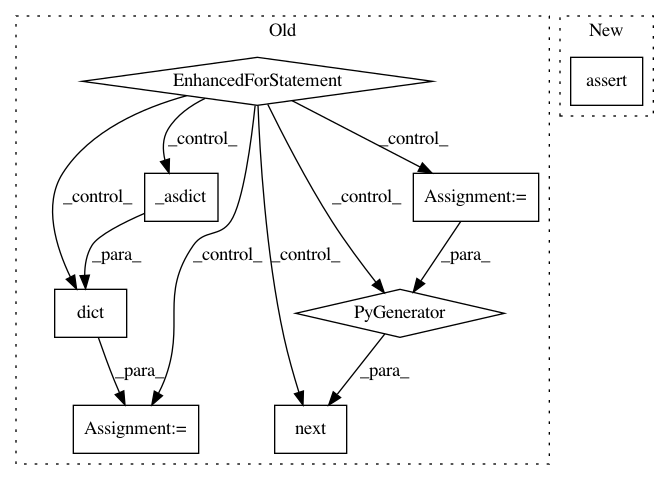 Old
New
EnhancedForStatement
assert
_control_
_control_
_control_
_asdict
_control_
_control_
_control_
Assignment:=
_para_
_para_
dict
PyGenerator
_para_
_para_
Assignment:=
next